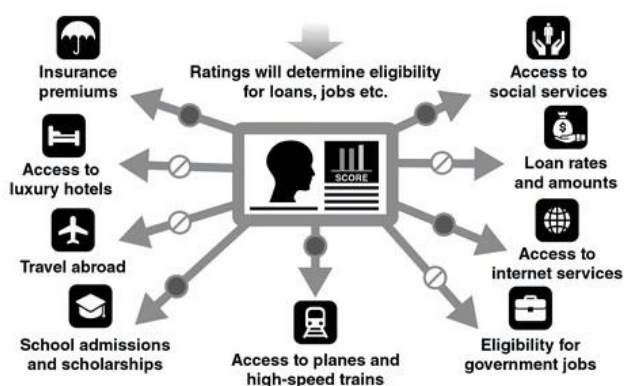 Ratings will determine eligibility
for loans, jobs etc.
Insurance
premiums
Access to
luxury hotels
Travel abroad
School admissions
and scholarships
SCORE
Access to planes and
high-speed trains
Access to
social services
$
Loan rates
and amounts
Access to
internet services
Eligibility for
government jobs